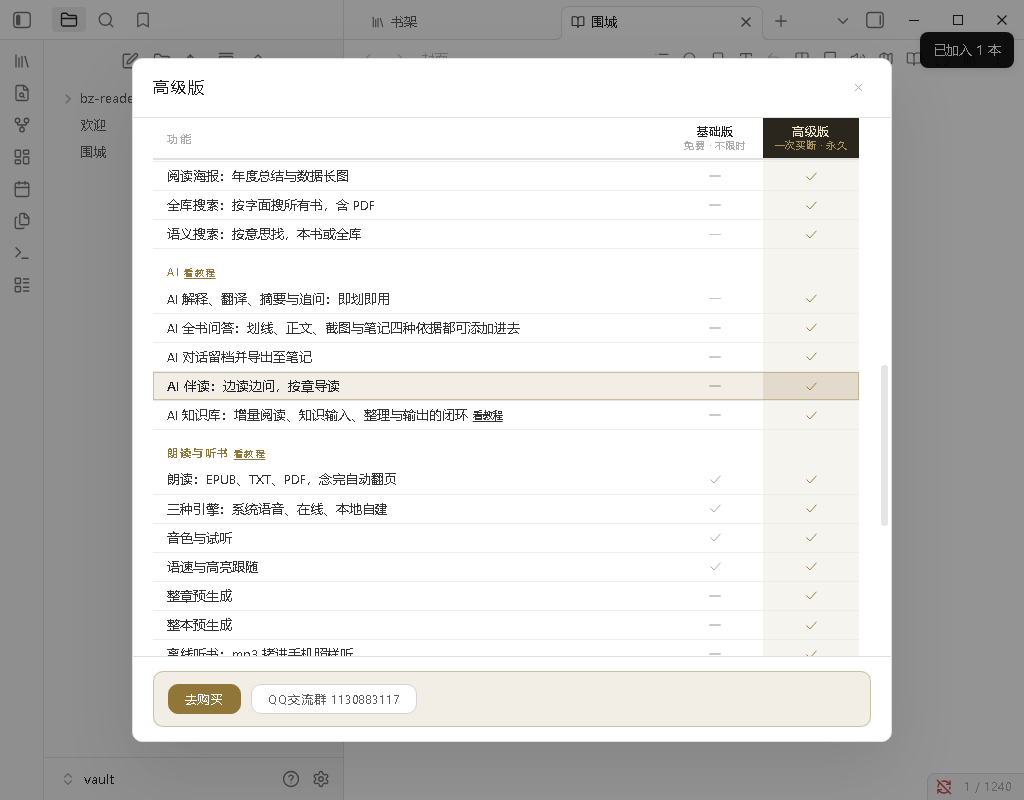 书架
围城
已加入 1 本
bz-reade
欢迎
围城
高级版
功能
基础版
免费 · 不限时
高级版
一次买断 · 永久
阅读海报：年度总结与数据长图
全库搜索：按字面搜所有书，含 PDF
语义搜索：按意思找，本书或全库
AI 看教程
AI 解释、翻译、摘要与追问：即划即用
AI 全书问答：划线、正文、截图与笔记四种依据都可添加进去
AI 对话留档并导出至笔记
AI 伴读：边读边问，按章导读
AI 知识库：增量阅读、知识输入、整理与输出的闭环 看教程
朗读与听书 看教程
朗读：EPUB、TXT、PDF，念完自动翻页
三种引擎：系统语音、在线、本地自建
音色与试听
语速与高亮跟随
整章预生成
整本预生成
离线听书：mp3 拷进手机照样听
去购买
QQ交流群 1130883117
vault
1 / 1240